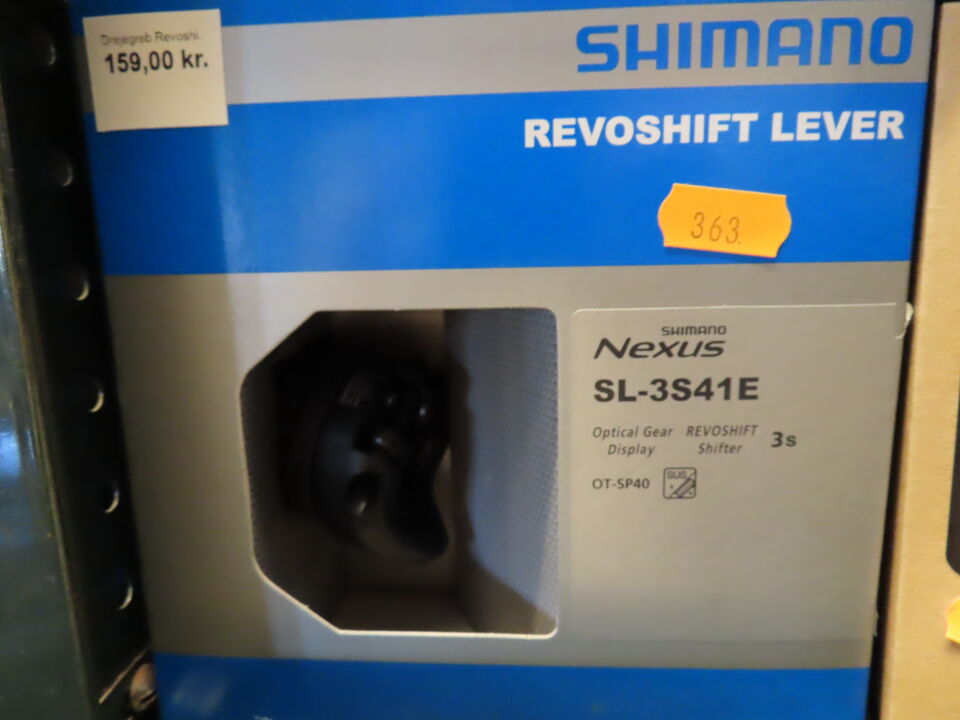 Drejegreb Revoshi.
159,00 kr.
SHIMANO
REVOSHIFT LEVER
363
SHIMANO
Nexus
SL-3S41E
Optical Gear Display
REVOSHIFT Shifter
3s
OT-SP40
SUS